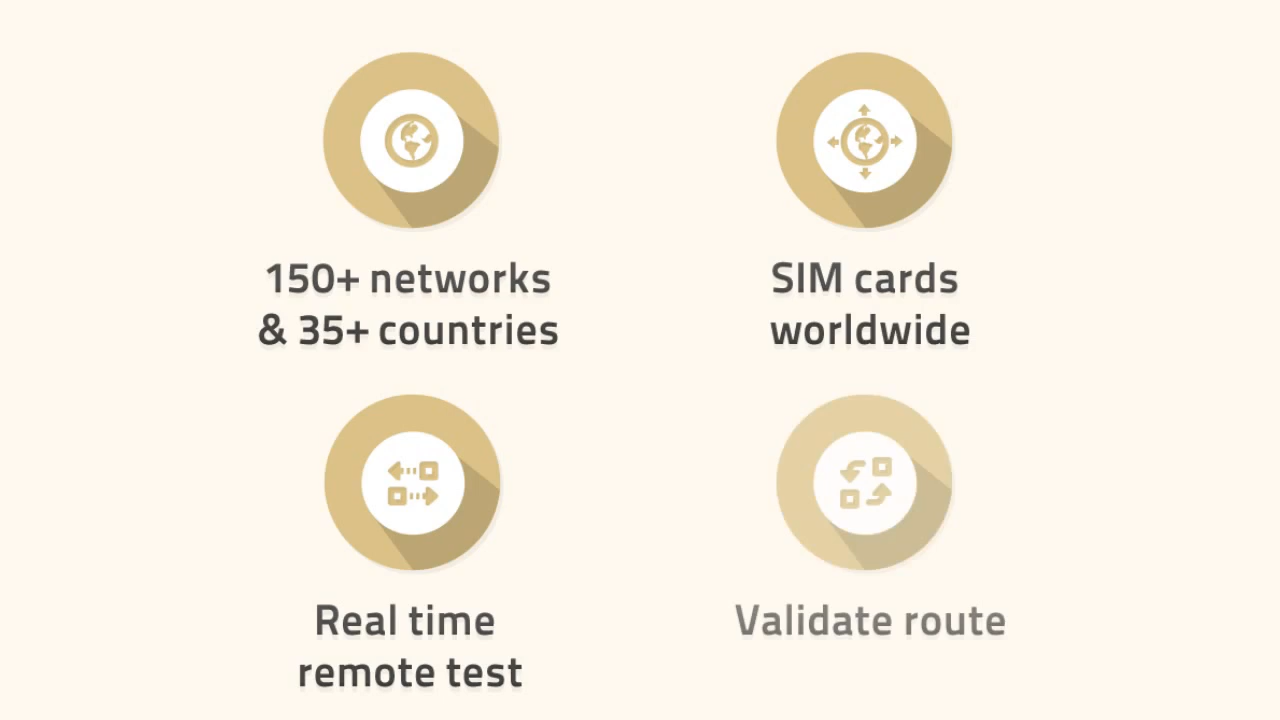 150+ networks
& 35+ countries
SIM cards
worldwide
Real time
remote test
Validate route